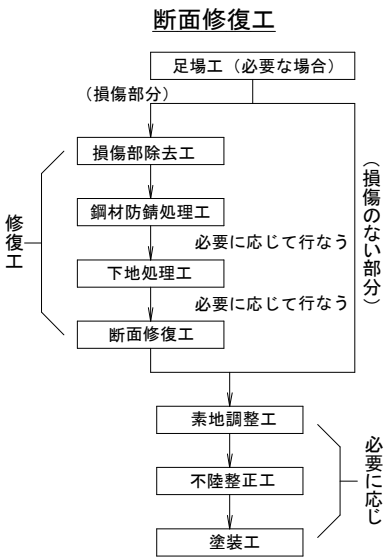 断面修復工
足場工（必要な場合）
（損傷部分）
損傷部除去工
鋼材防錆処理工
必要に応じて行なう
下地処理工
必要に応じて行なう
断面修復工
修復工
（損傷のない部分）
素地調整工
不陸整正工
塗装工
必要に応じ